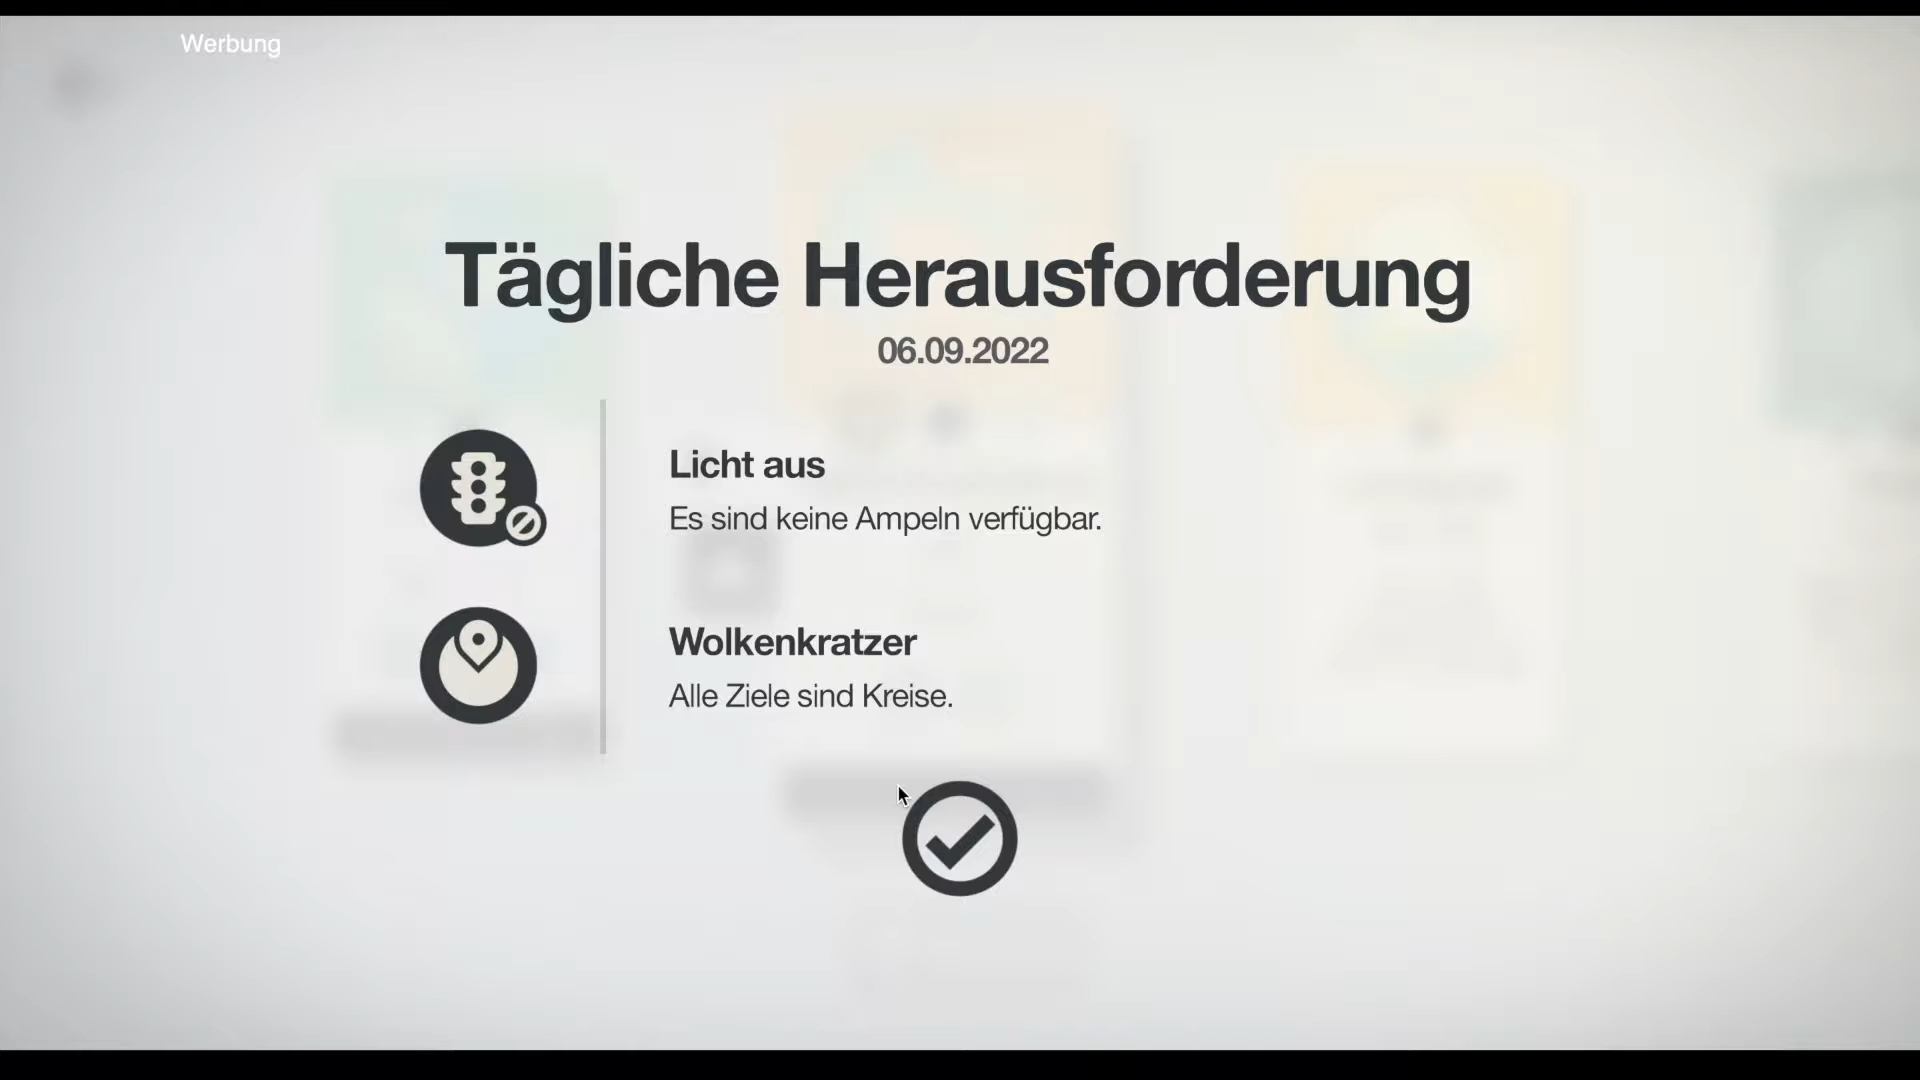 Werbung
Tägliche Herausforderung
06.09.2022
Licht aus
Es sind keine Ampeln verfügbar.
Wolkenkratzer
Alle Ziele sind Kreise.